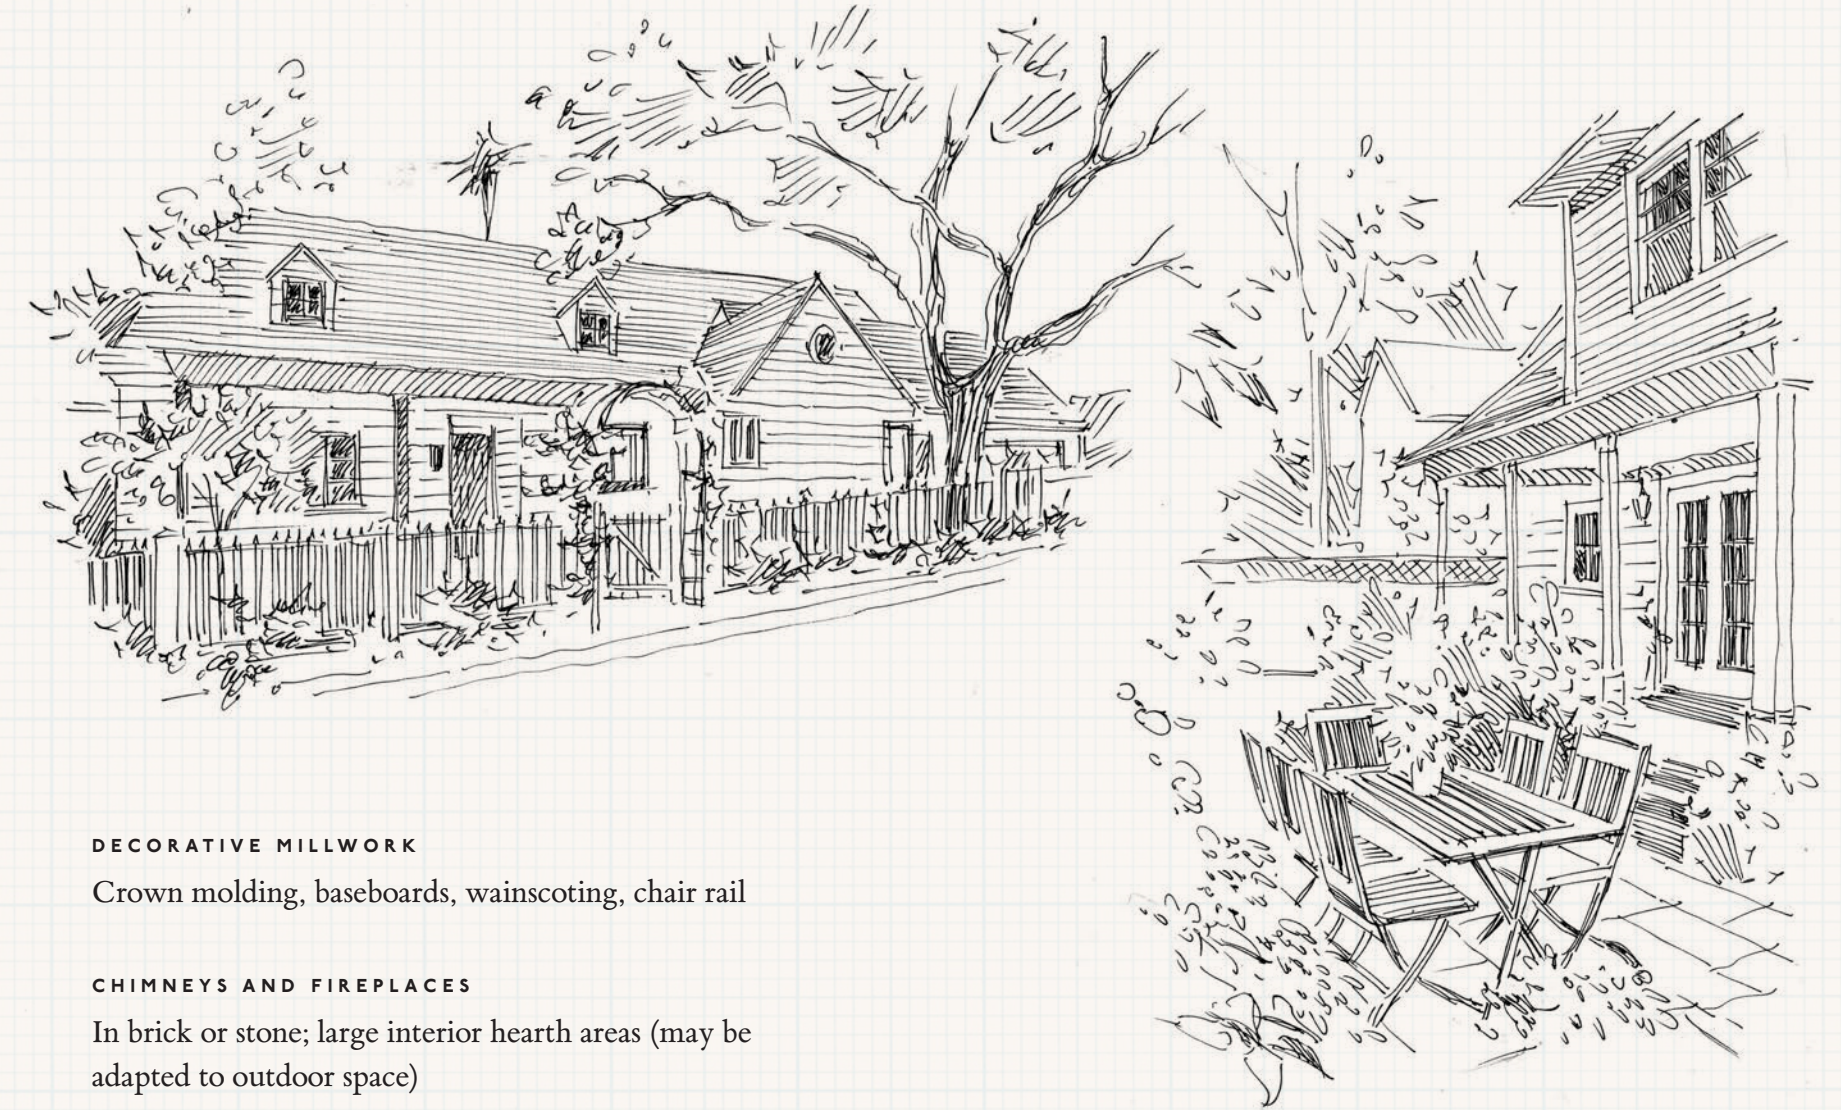 DECORATIVE MILLWORK
Crown molding, baseboards, wainscoting, chair rail
CHIMNEYS AND FIREPLACES
In brick or stone; large interior hearth areas (may be
adapted to outdoor space)